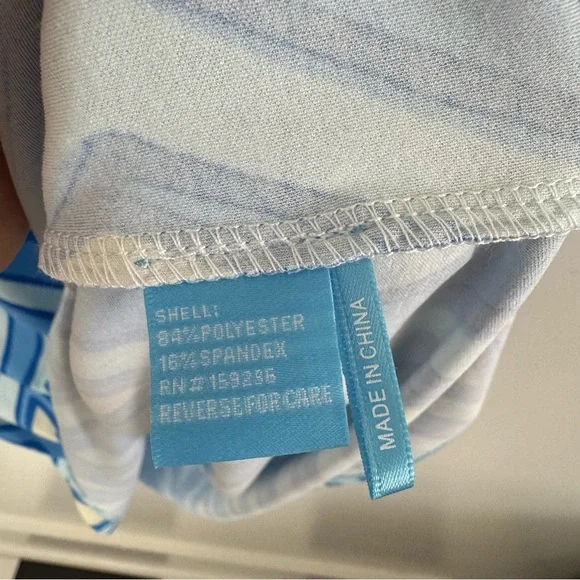 SHELL:
84% POLYESTER
16% SPANDEX
RN # 159236
REVERSE FOR CARE
MADE IN CHINA